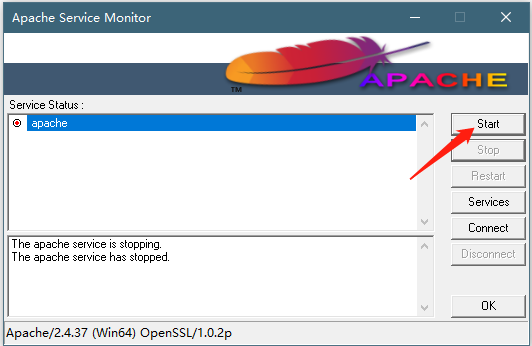 Apache Service Monitor
TM
APACHE
Service Status :
apache
Start
Stop
Restart
Services
Connect
Disconnect
The apache service is stopping.
The apache service has stopped.
OK
Apache/2.4.37 (Win64) OpenSSL/1.0.2p